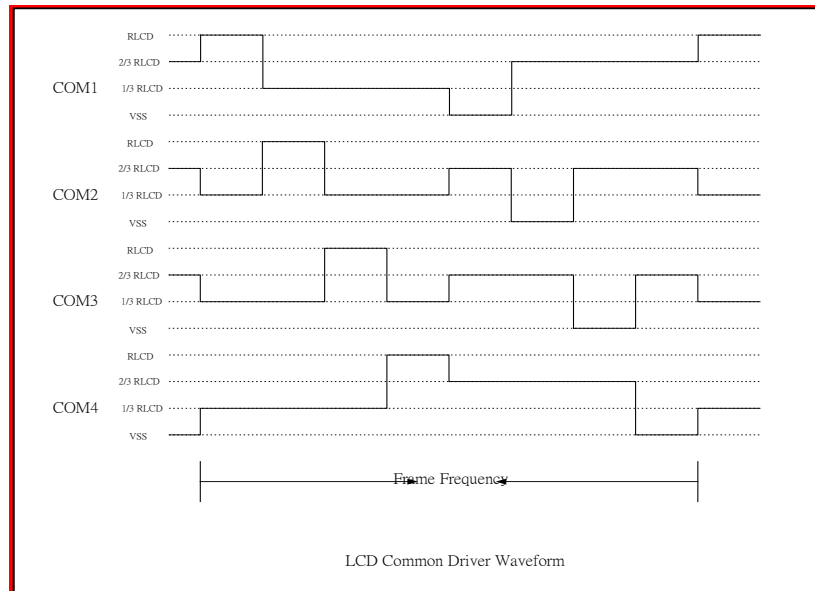 RLCD
2/3 RLCD
COM1
1/3 RLCD
VSS
RLCD
2/3 RLCD
COM2
1/3 RLCD
VSS
RLCD
2/3 RLCD
COM3
1/3 RLCD
VSS
RLCD
2/3 RLCD
COM4
1/3 RLCD
VSS
Frame Frequency
LCD Common Driver Waveform